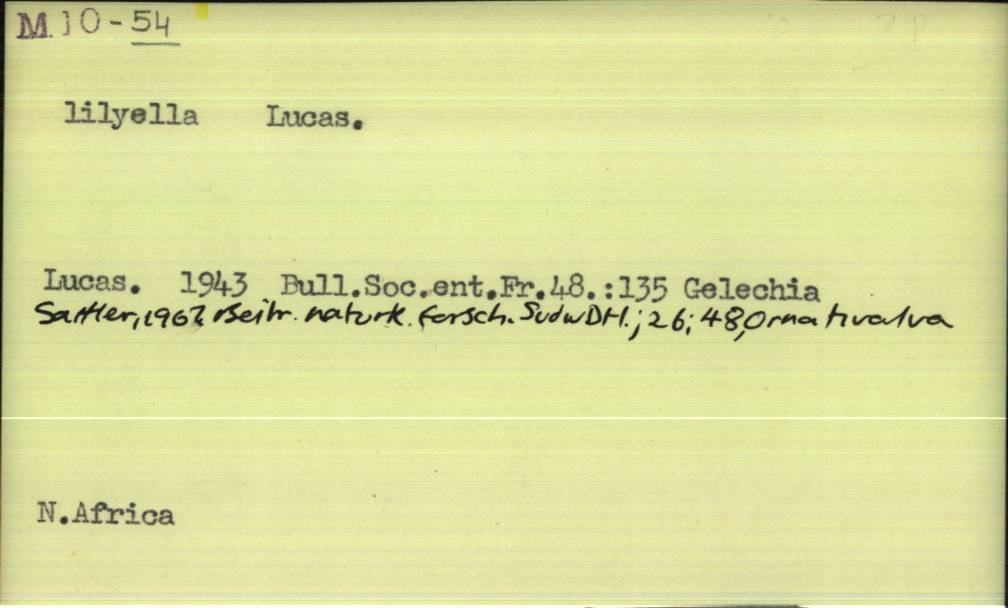 M.10-54
lilyella Lucas.
Lucas. 1943 Bull.Soc.ent.Fr.48.:135 Gelechia
Sattler, 1967. Beitr. naturk. forsch. SudwDtl.; 26; 48, Ornativalva
N.Africa